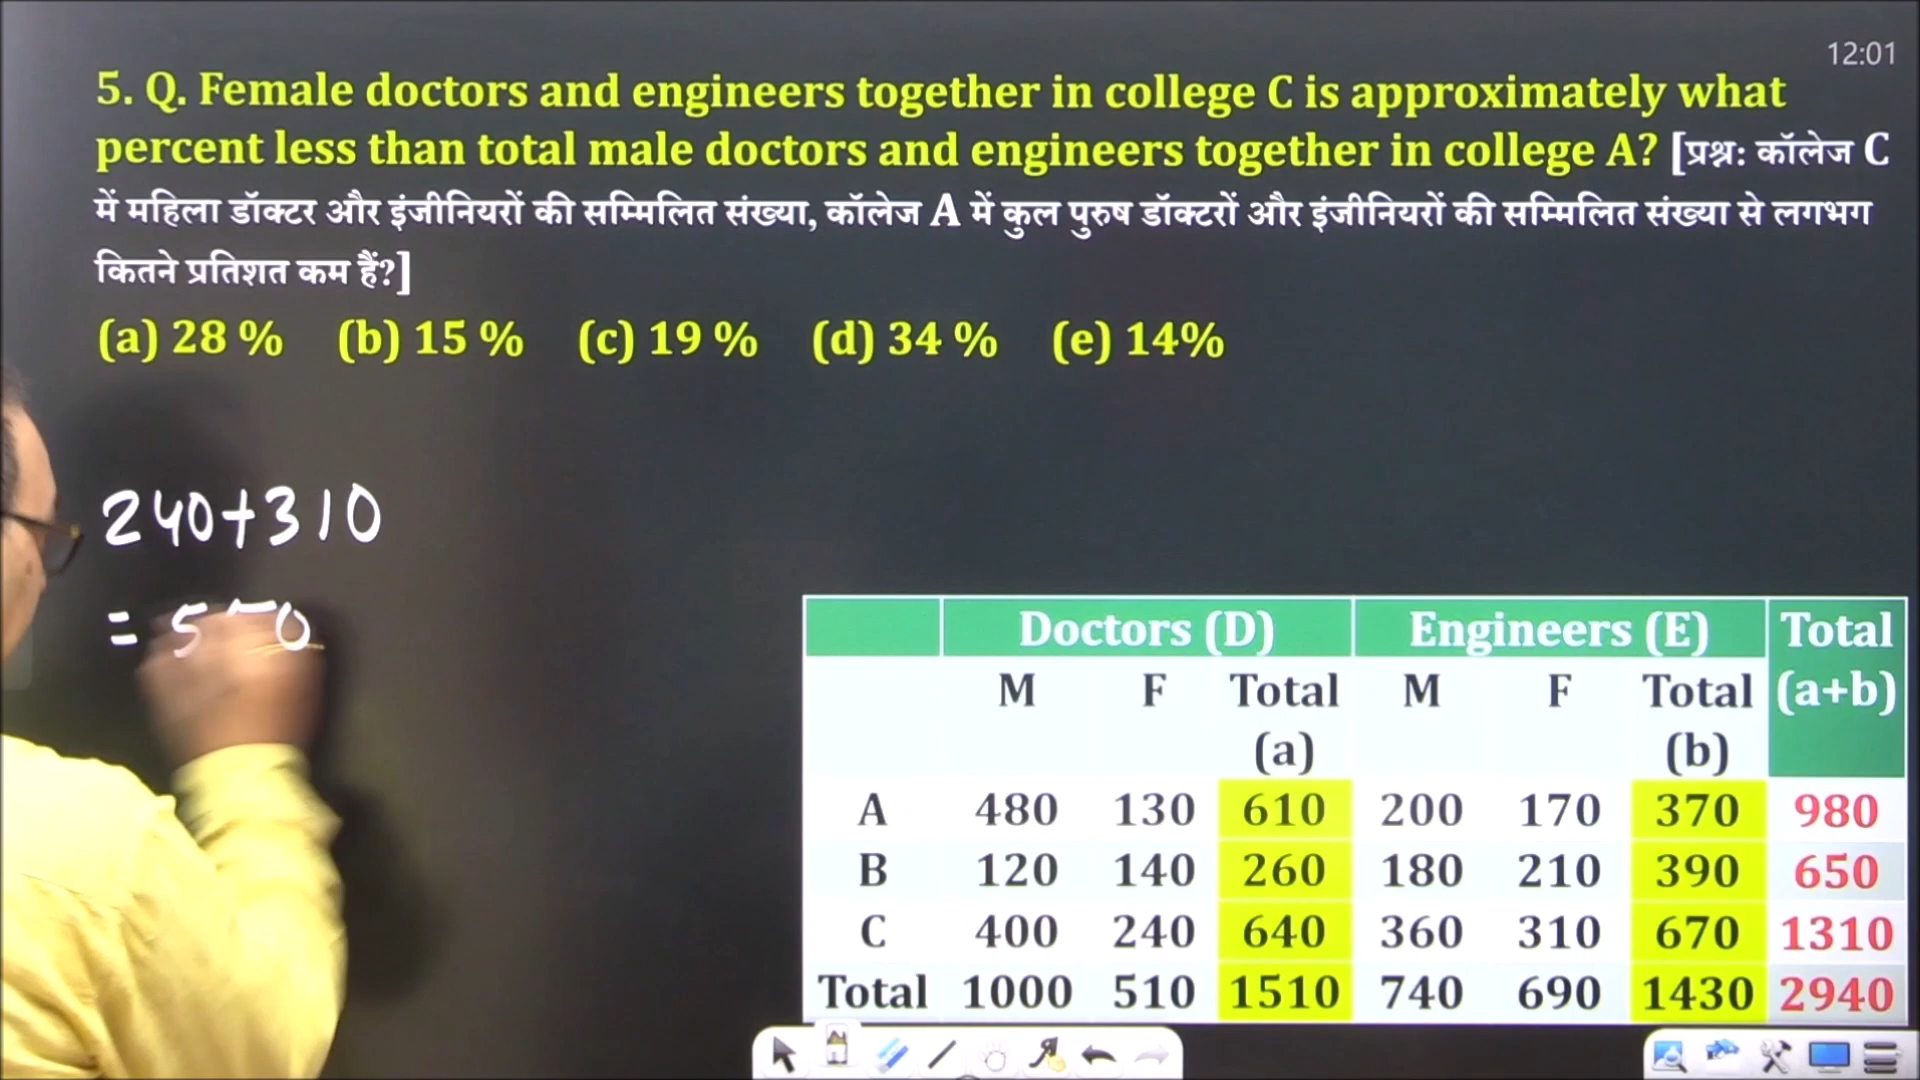 12:01
5. Q. Female doctors and engineers together in college C is approximately what
percent less than total male doctors and engineers together in college A? [प्रश्न: कॉलेज C
में महिला डॉक्टर और इंजीनियरों की सम्मिलित संख्या, कॉलेज A में कुल पुरुष डॉक्टरों और इंजीनियरों की सम्मिलित संख्या से लगभग
कितने प्रतिशत कम हैं?]
(a) 28 % (b) 15 % (c) 19 % (d) 34 % (e) 14%
240+310
= 550
Doctors (D) Engineers (E) Total
M F Total M F Total (a+b)
(a) (b)
A 480 130 610 200 170 370 980
B 120 140 260 180 210 390 650
C 400 240 640 360 310 670 1310
Total 1000 510 1510 740 690 1430 2940